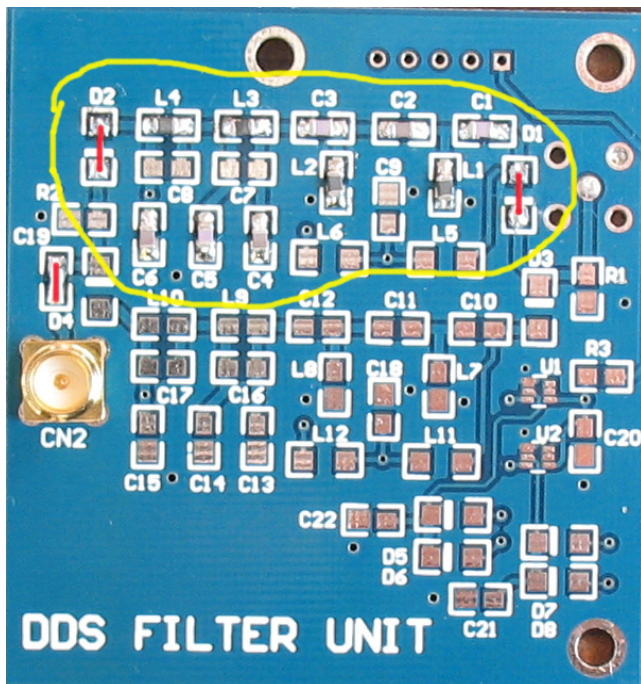 D2 L4 L3 C3 C2 C1
D1
L2 C9 L1
R2 C8 C7
C19 C6 C5 C4 L6 L5
D3 R1
D4 L10 L9 C12 C11 C10
L8 C18 L7 U1 R3
C17 C16
CN2 U2 C20
C15 C14 C13 L12 L11
C22
D5
D6
D7
D8
C21
DDS FILTER UNIT